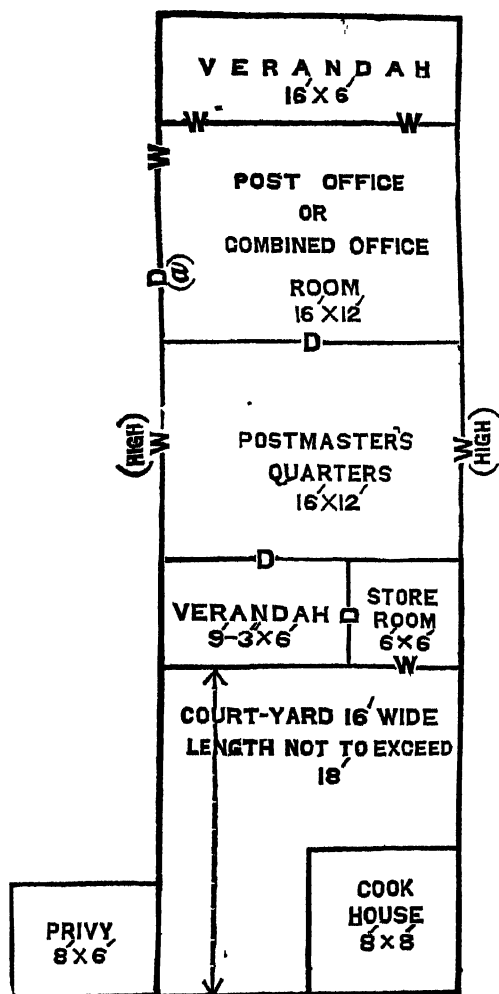 VERANDAH
16'X6'
W W
W
POST OFFICE
OR
COMBINED OFFICE
D (a)
ROOM
16'X12'
D
(HIGH) W
W (HIGH)
POSTMASTER'S
QUARTERS
16'X12'
D
VERANDAH
9'-3"X6'
D
STORE
ROOM
6'X6'
W
COURT-YARD 16' WIDE
LENGTH NOT TO EXCEED
18'
PRIVY
8'X6'
COOK
HOUSE
8'X8'